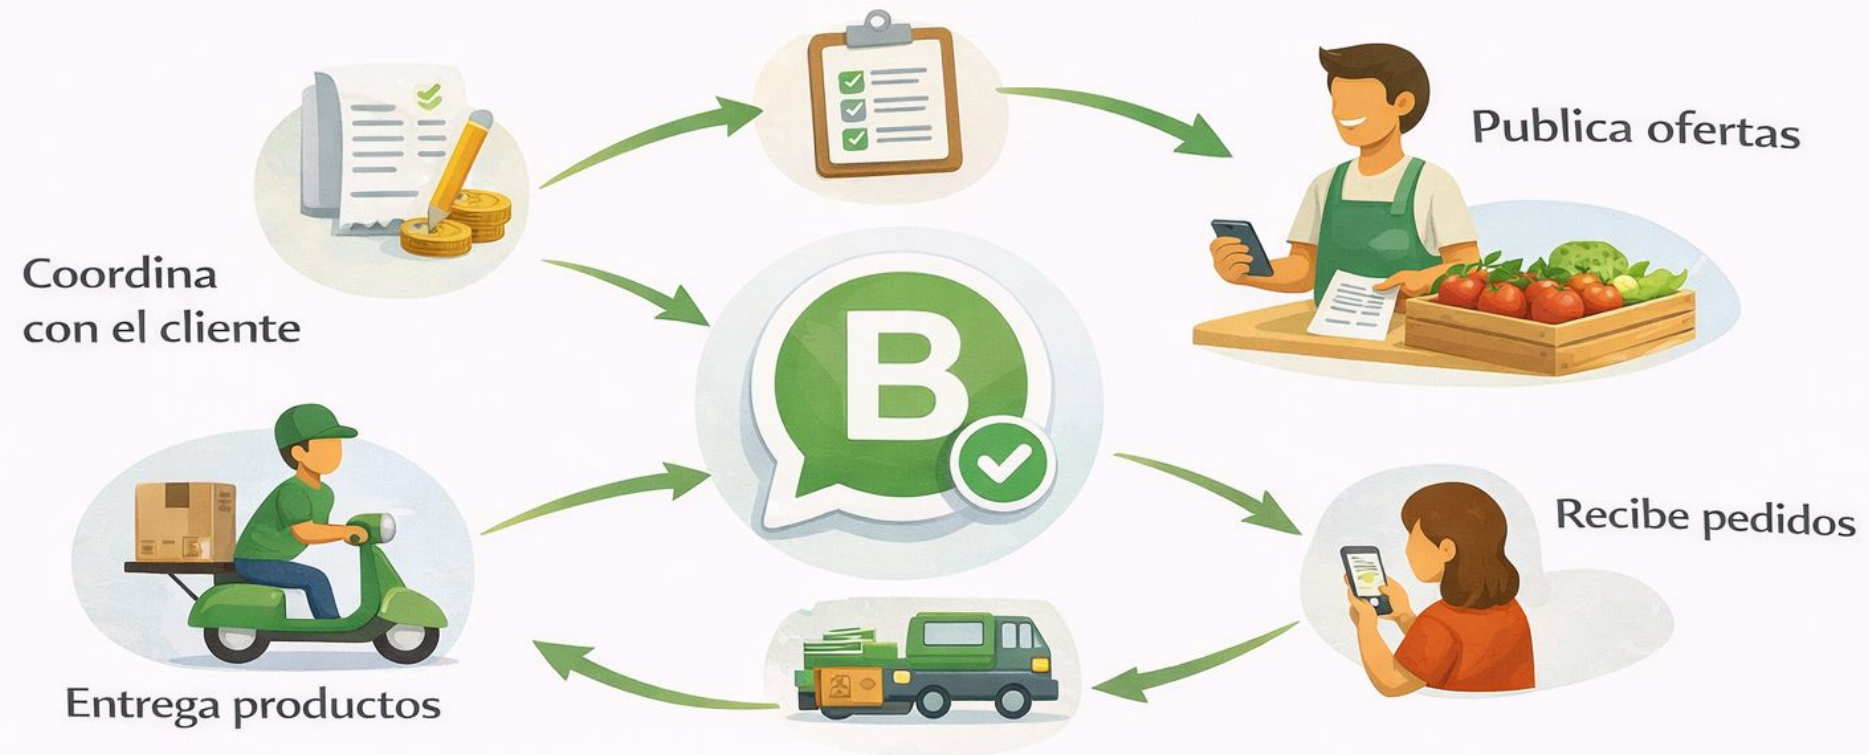 Publica ofertas
Coordina
con el cliente
B
Recibe pedidos
Entrega productos